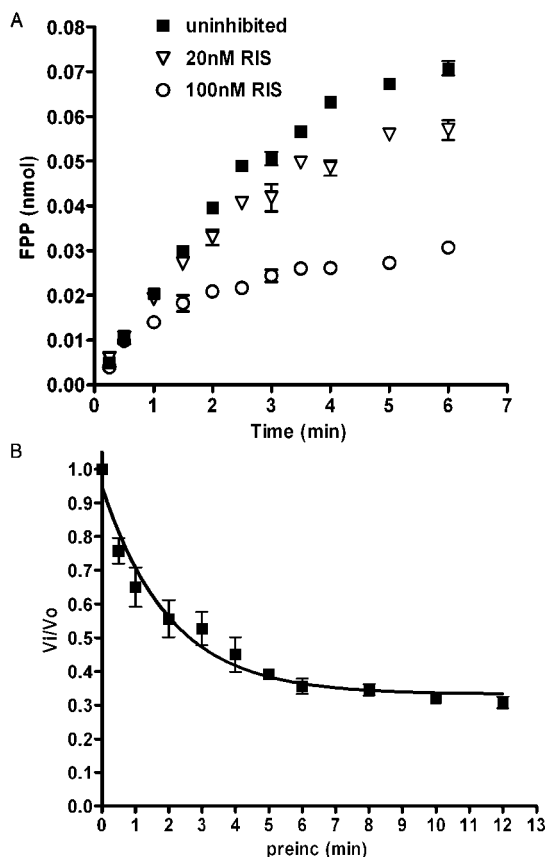 A
uninhibited
20nM RIS
100nM RIS
FPP (nmol)
0.08
0.07
0.06
0.05
0.04
0.03
0.02
0.01
0.00
0 1 2 3 4 5 6 7
Time (min)
B
Vi/Vo
1.0
0.9
0.8
0.7
0.6
0.5
0.4
0.3
0.2
0.1
0.0
0 1 2 3 4 5 6 7 8 9 10 11 12 13
preinc (min)